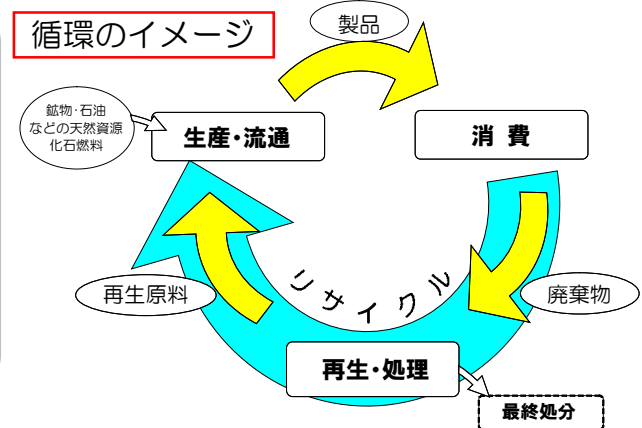 循環のイメージ
製品
鉱物・石油
などの天然資源
化石燃料
生産・流通
消 費
再生原料
リサイクル
廃棄物
再生・処理
最終処分